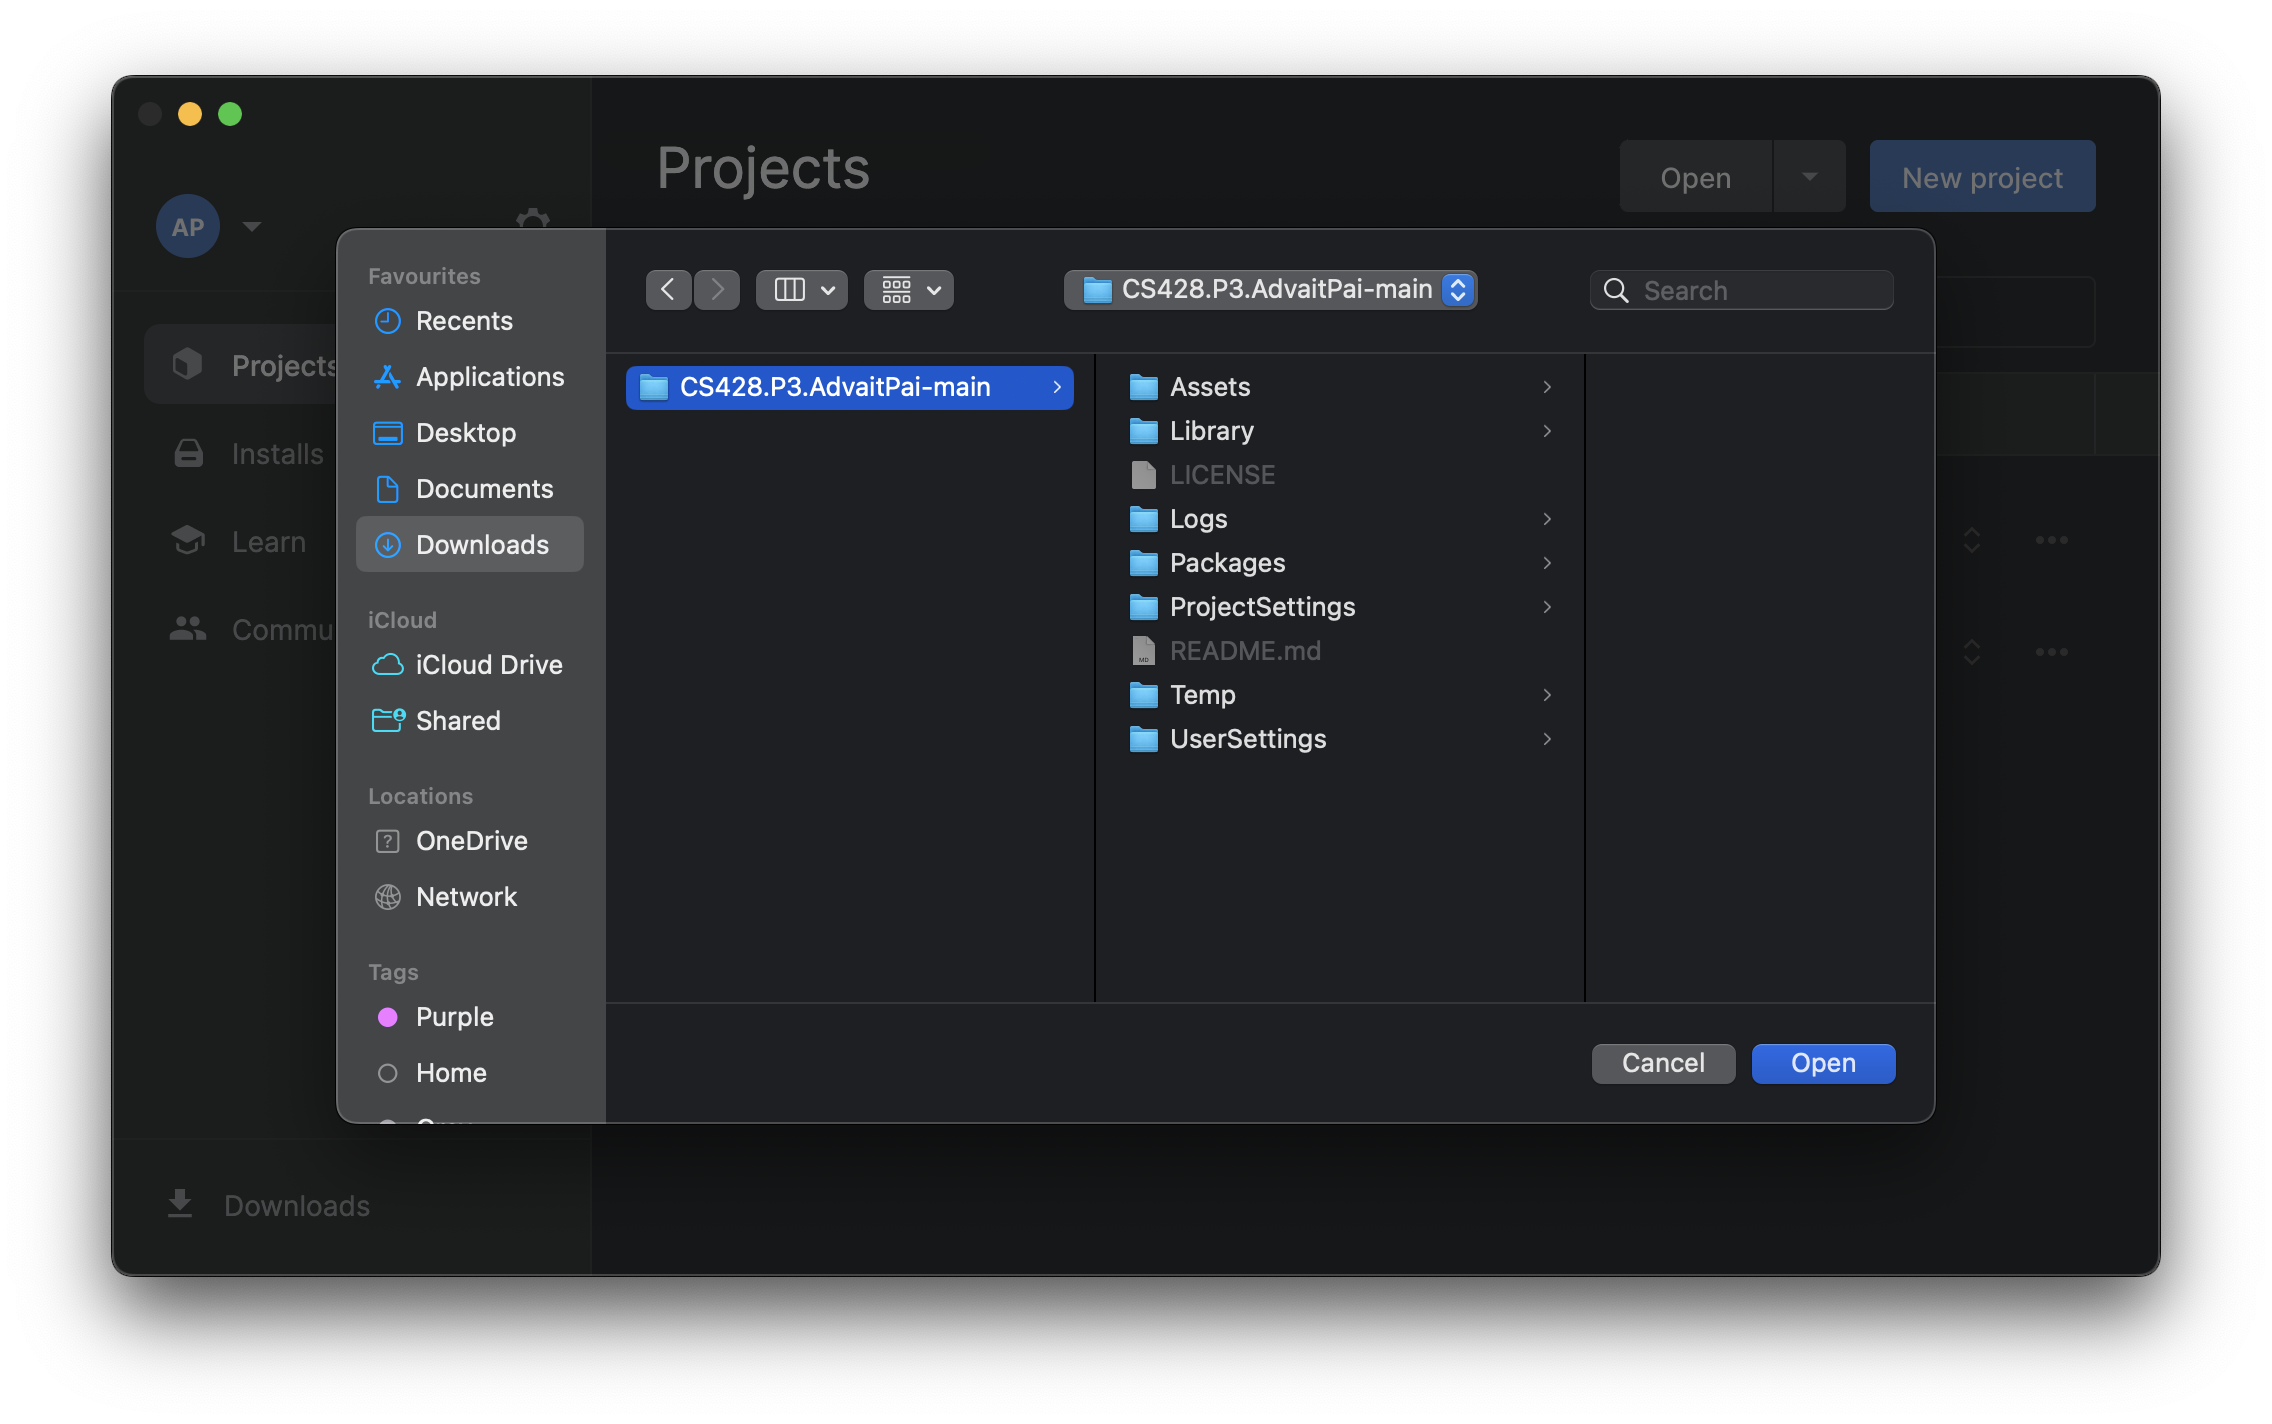 Projects
Open
New project
AP
Projects
Installs
Learn
Commu
Downloads
Favourites
Recents
Applications
Desktop
Documents
Downloads
iCloud
iCloud Drive
Shared
Locations
OneDrive
Network
Tags
Purple
Home
CS428.P3.AdvaitPai-main
Search
CS428.P3.AdvaitPai-main
Assets
Library
LICENSE
Logs
Packages
ProjectSettings
README.md
Temp
UserSettings
Cancel
Open